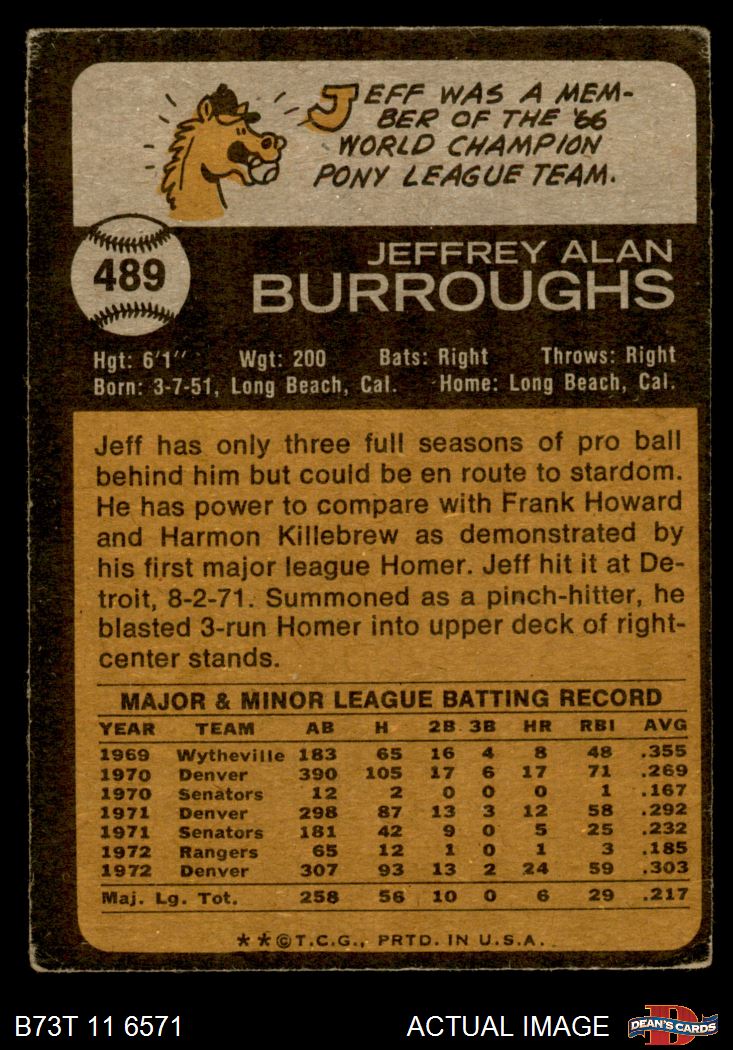 JEFF WAS A MEM-
BER OF THE '66
WORLD CHAMPION
PONY LEAGUE TEAM.
489
JEFFREY ALAN
BURROUGHS
Hgt: 6'1" Wgt: 200 Bats: Right Throws: Right
Born: 3-7-51, Long Beach, Cal. Home: Long Beach, Cal.
Jeff has only three full seasons of pro ball
behind him but could be en route to stardom.
He has power to compare with Frank Howard
and Harmon Killebrew as demonstrated by
his first major league Homer. Jeff hit it at De-
troit, 8-2-71. Summoned as a pinch-hitter, he
blasted 3-run Homer into upper deck of right-
center stands.
MAJOR & MINOR LEAGUE BATTING RECORD
YEAR TEAM AB H 2B 3B HR RBI AVG
1969 Wytheville 183 65 16 4 8 48 .355
1970 Denver 390 105 17 6 17 71 .269
1970 Senators 12 2 0 0 0 1 .167
1971 Denver 298 87 13 3 12 58 .292
1971 Senators 181 42 9 0 5 25 .232
1972 Rangers 65 12 1 0 1 3 .185
1972 Denver 307 93 13 2 24 59 .303
Maj. Lg. Tot. 258 56 10 0 6 29 .217
**©T.C.G., PRTD. IN U.S.A.
B73T 11 6571 ACTUAL IMAGE DEAN'S CARDS